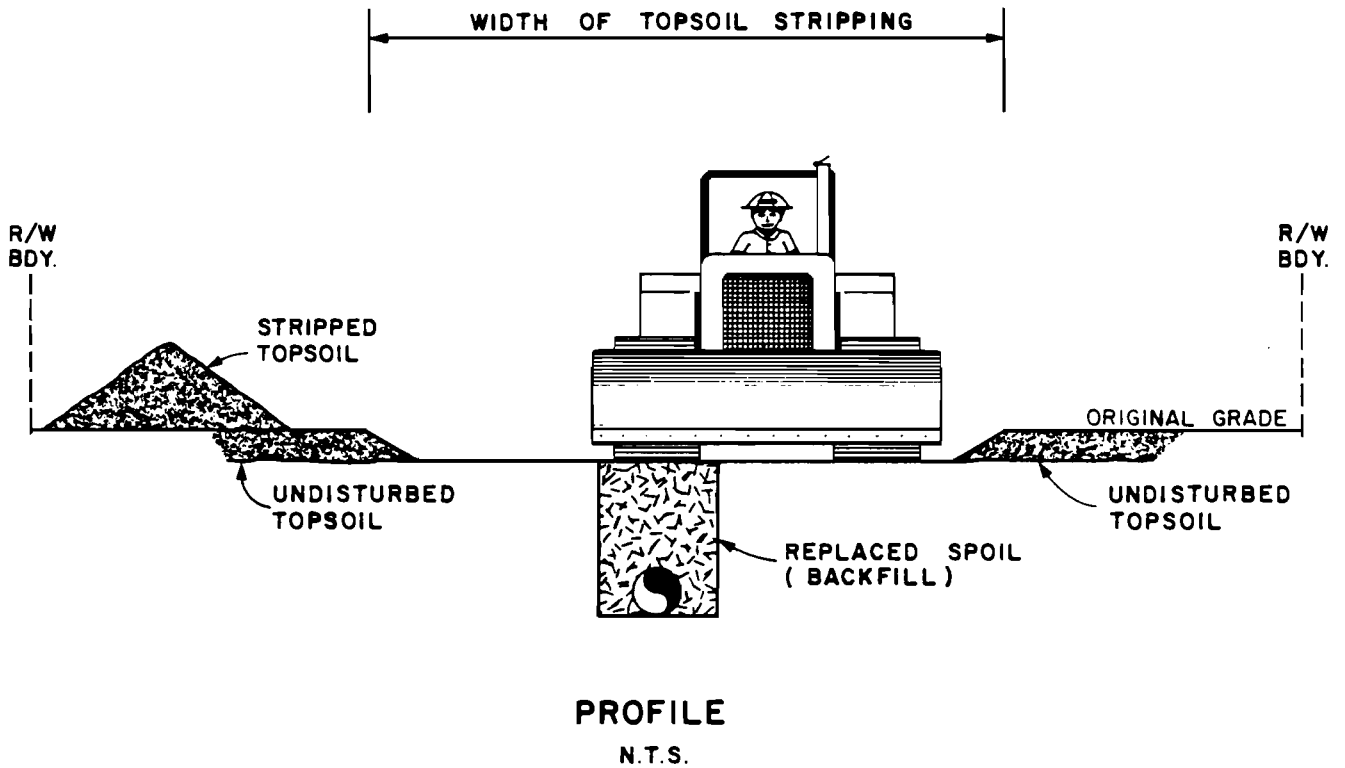 WIDTH OF TOPSOIL STRIPPING
R/W
BDY.
R/W
BDY.
STRIPPED
TOPSOIL
ORIGINAL GRADE
UNDISTURBED
TOPSOIL
UNDISTURBED
TOPSOIL
REPLACED SPOIL
( BACKFILL )
PROFILE
N.T.S.